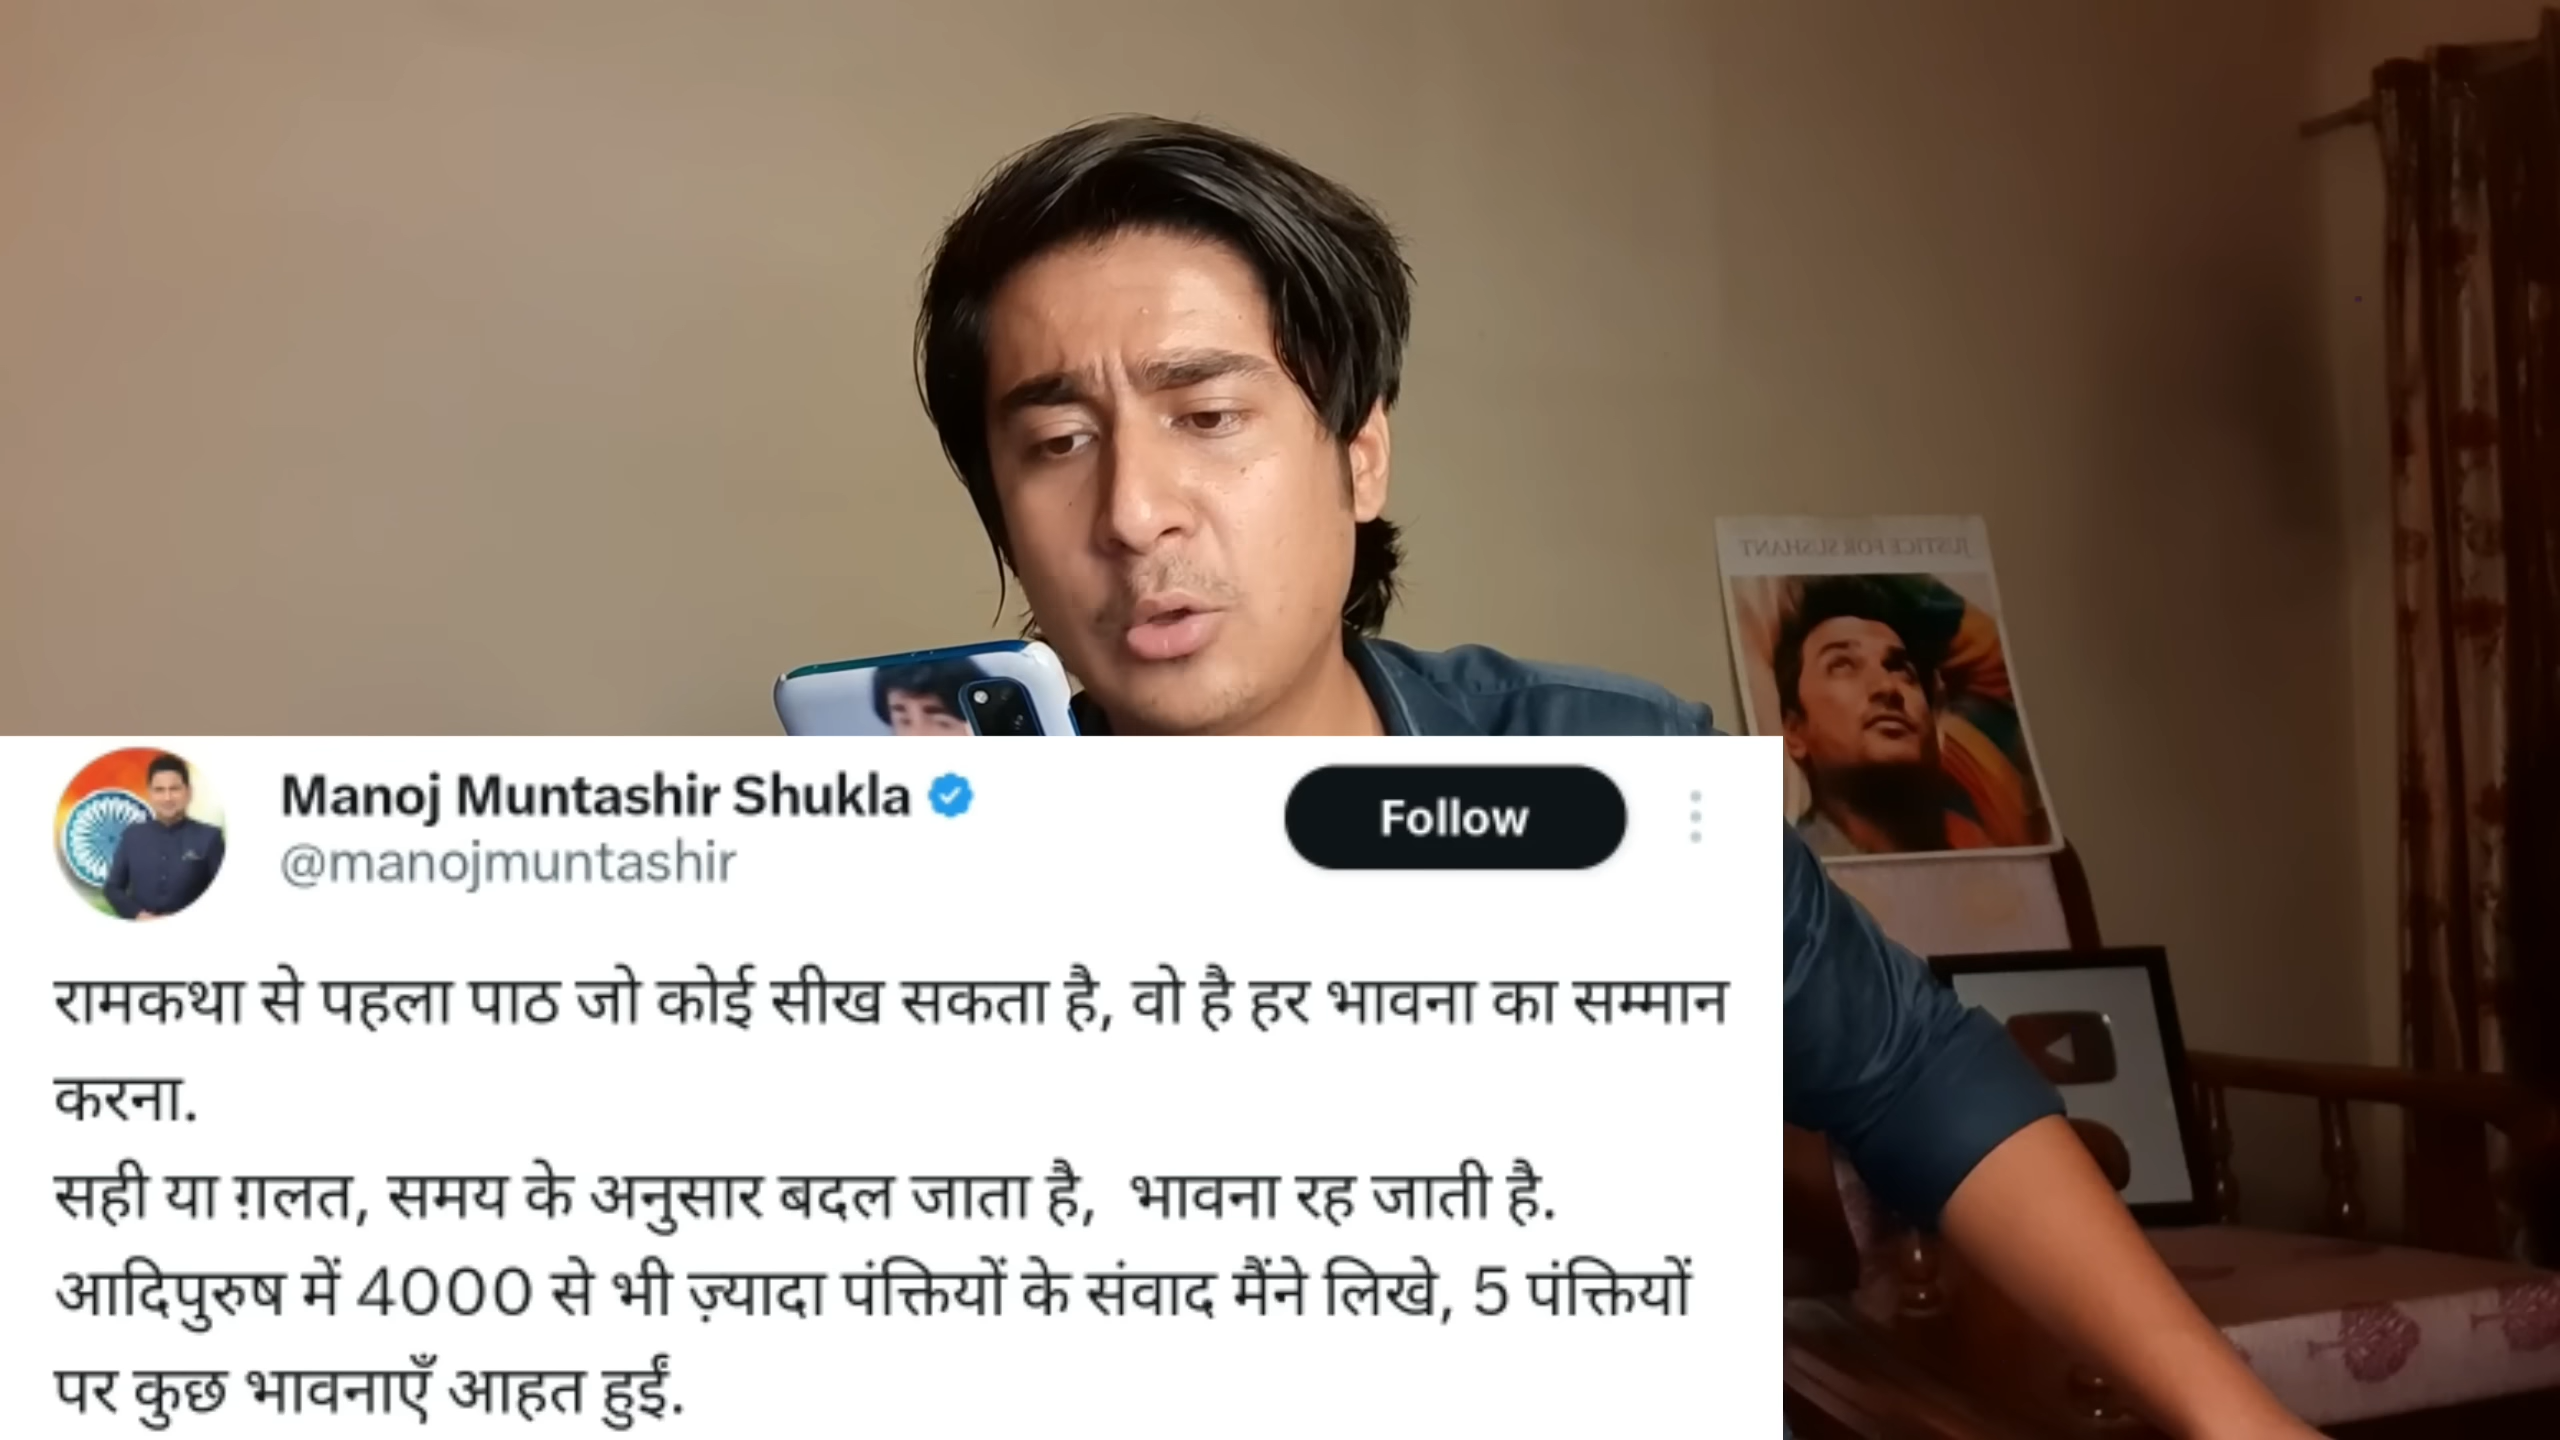 JUSTICE FOR SUSHANT
Manoj Muntashir Shukla
@manojmuntashir
Follow
रामकथा से पहला पाठ जो कोई सीख सकता है, वो है हर भावना का सम्मान
करना.
सही या ग़लत, समय के अनुसार बदल जाता है, भावना रह जाती है.
आदिपुरुष में 4000 से भी ज़्यादा पंक्तियों के संवाद मैंने लिखे, 5 पंक्तियों
पर कुछ भावनाएँ आहत हुईं.